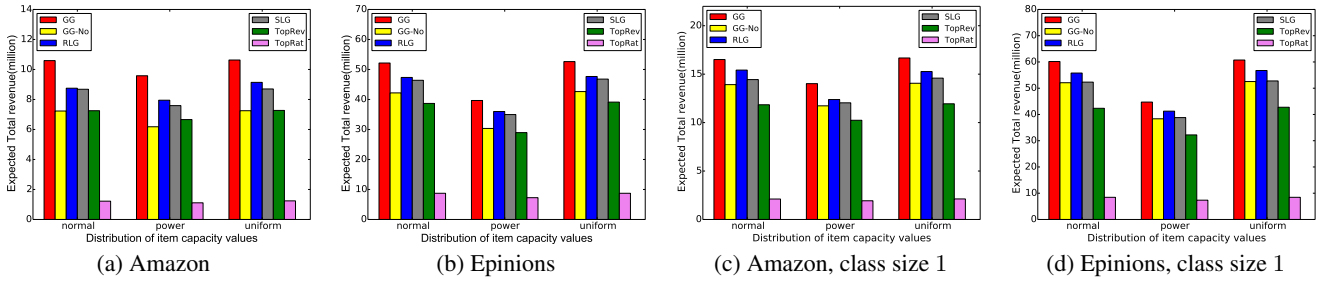 Expected Total revenue(million)
14
12
10
8
6
4
2
0
GG
GG-No
RLG
SLG
TopRev
TopRat
normal power uniform
Distribution of item capacity values
(a) Amazon
Expected Total revenue(million)
70
60
50
40
30
20
10
0
GG
GG-No
RLG
SLG
TopRev
TopRat
normal power uniform
Distribution of item capacity values
(b) Epinions
Expected Total revenue(million)
20
15
10
5
0
GG
GG-No
RLG
SLG
TopRev
TopRat
normal power uniform
Distribution of item capacity values
(c) Amazon, class size 1
Expected Total revenue(million)
80
70
60
50
40
30
20
10
0
GG
GG-No
RLG
SLG
TopRev
TopRat
normal power uniform
Distribution of item capacity values
(d) Epinions, class size 1